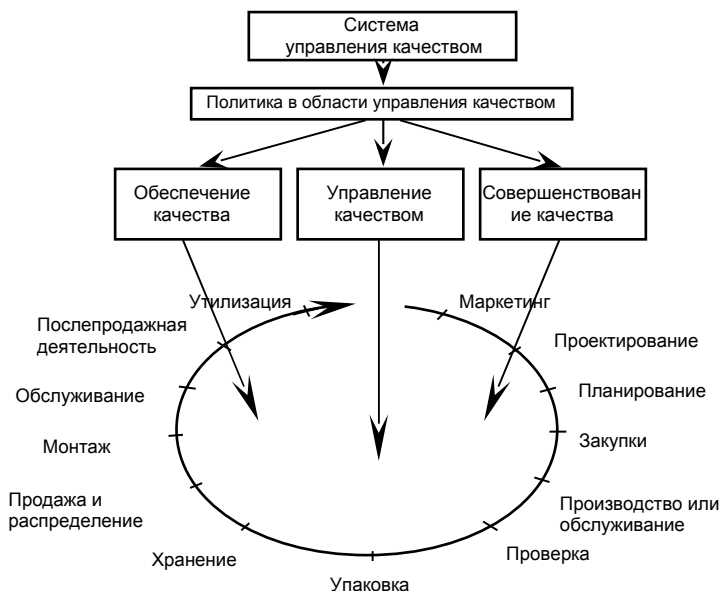 Система
управления качеством
Политика в области управления качеством
Обеспечение
качества
Управление
качеством
Совершенствован
ие качества
Утилизация
Маркетинг
Послепродажная
деятельность
Проектирование
Обслуживание
Планирование
Монтаж
Закупки
Продажа и
распределение
Производство или
обслуживание
Хранение
Проверка
Упаковка